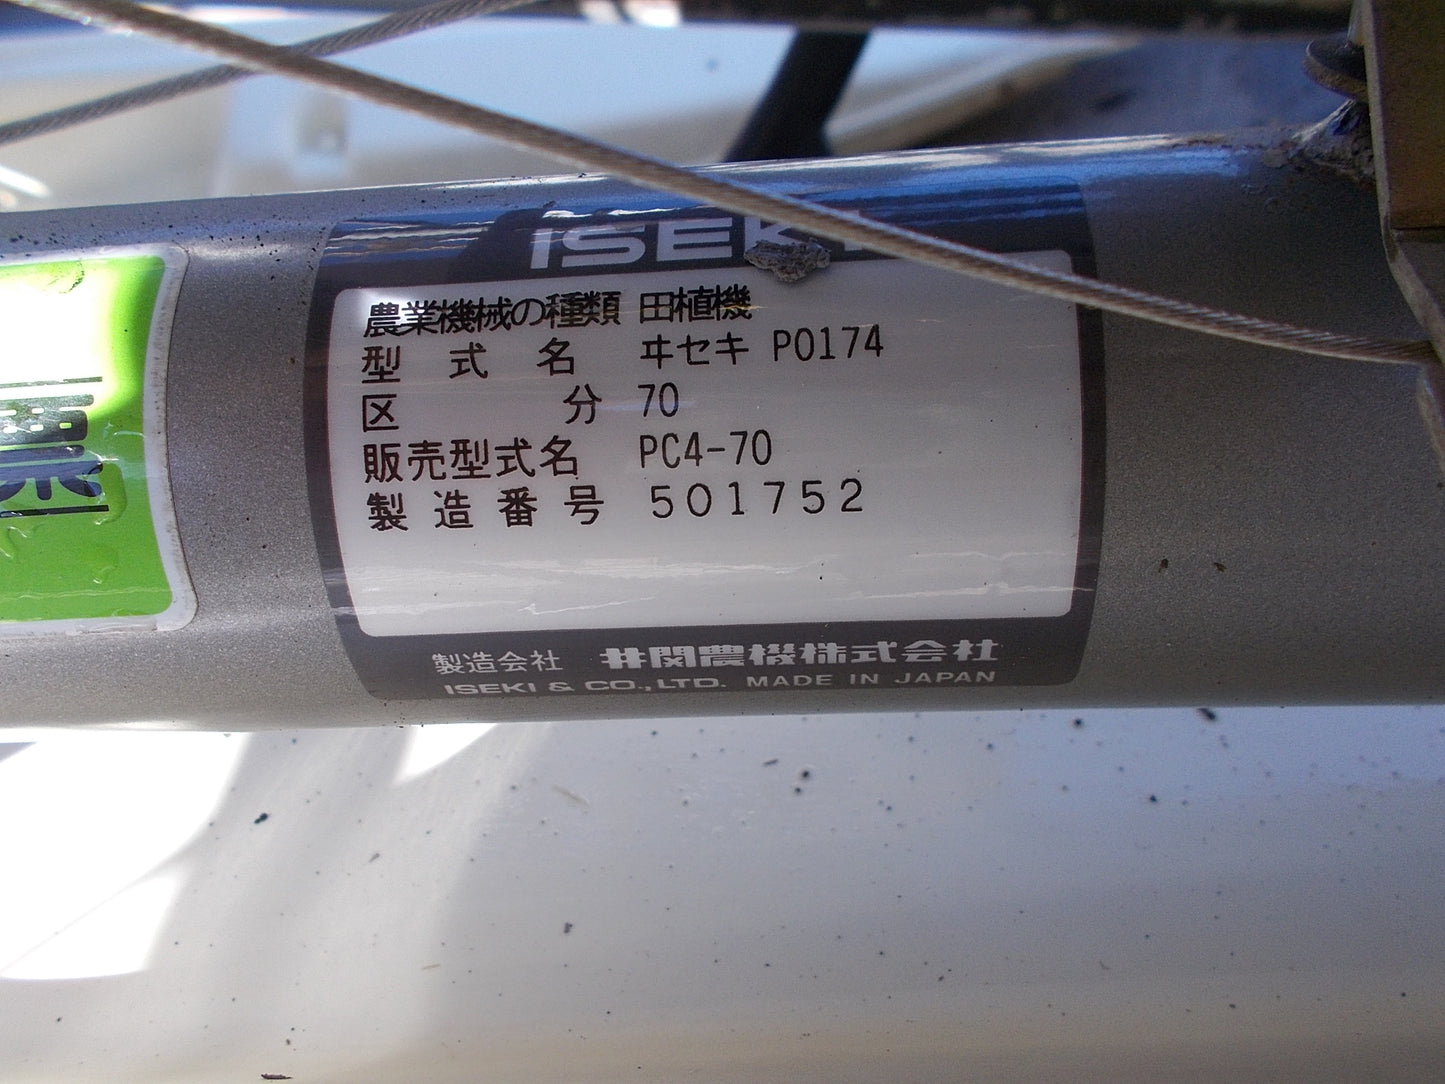 ISEKI
農業機械の種類 田植機
型式名 ヰセキ P0174
区分 70
販売型式名 PC4-70
製造番号 501752
製造会社 井関農機株式会社
ISEKI & CO.,LTD. MADE IN JAPAN